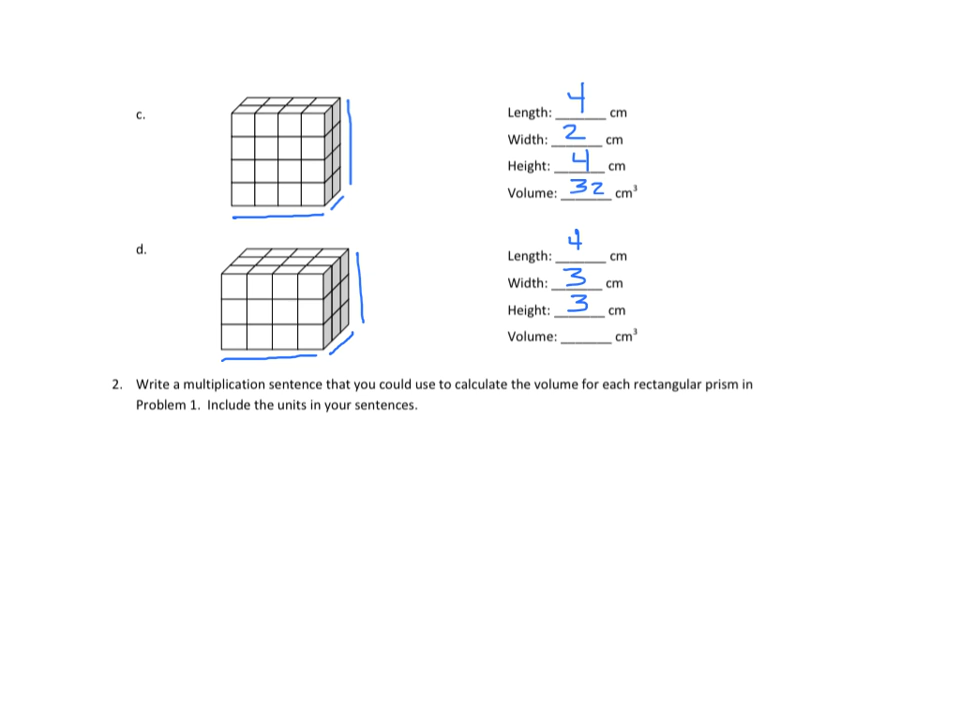 c.
Length: 4 cm
Width: 2 cm
Height: 4 cm
Volume: 32 cm³
d.
Length: 4 cm
Width: 3 cm
Height: 3 cm
Volume: ______ cm³
2. Write a multiplication sentence that you could use to calculate the volume for each rectangular prism in
Problem 1. Include the units in your sentences.